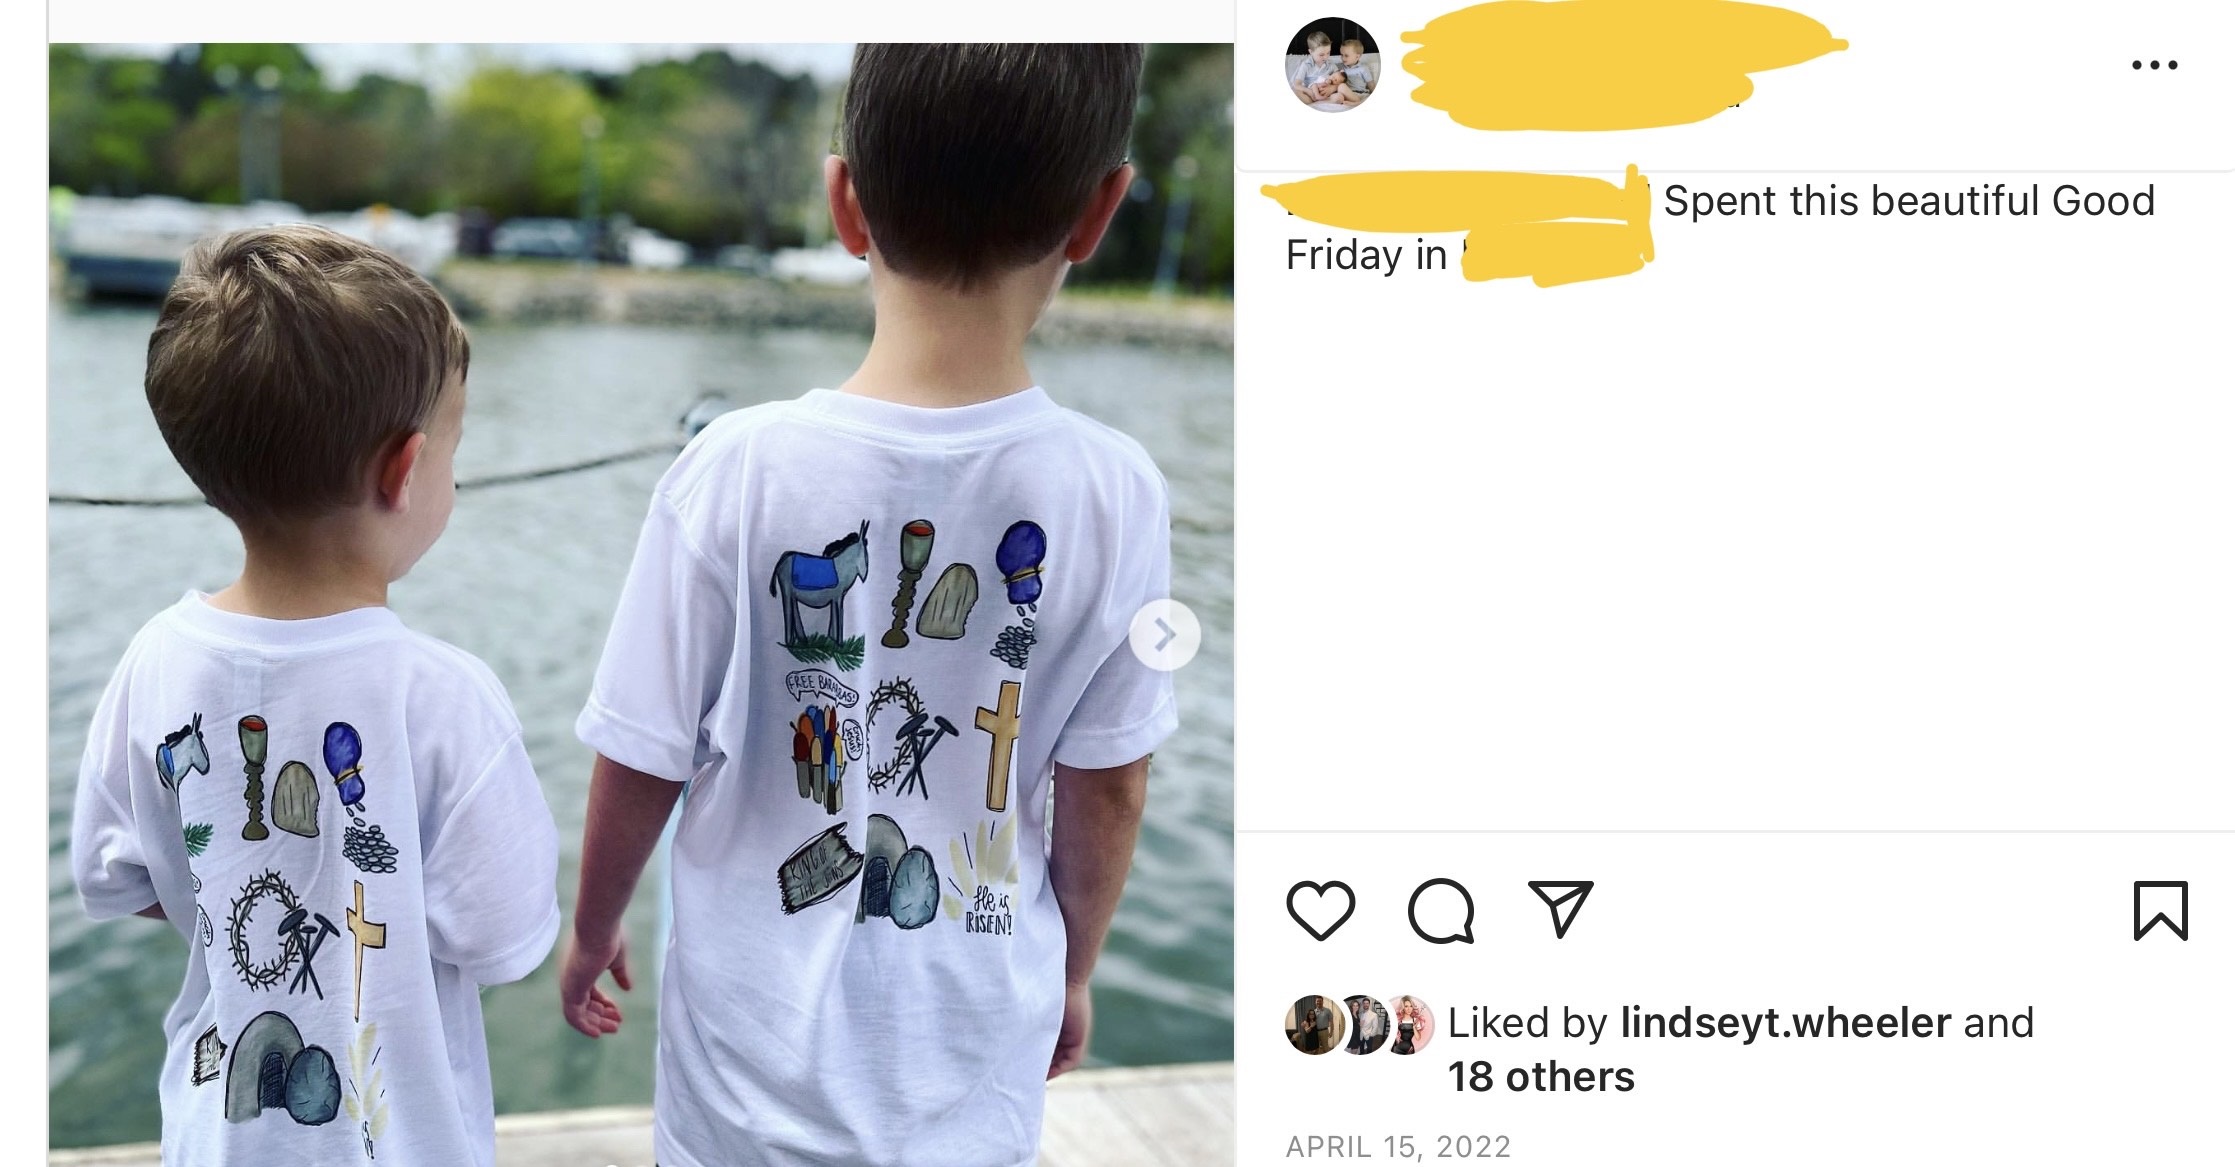 Spent this beautiful Good
Friday in
FREE BARABBAS!
KING OF
THE JEWS
He is
RISEN!
KING
Liked by lindseyt.wheeler and
18 others
APRIL 15, 2022